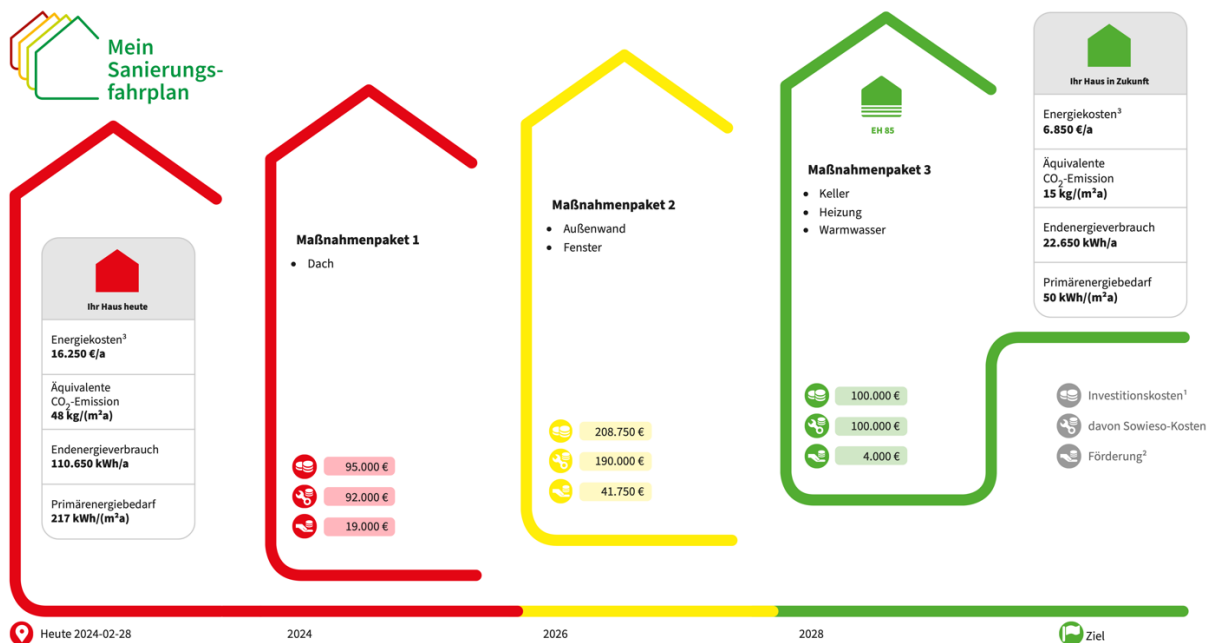 Mein
Sanierungs-
fahrplan
Ihr Haus heute
Energiekosten³
16.250 €/a
Äquivalente
CO₂-Emission
48 kg/(m²a)
Endenergieverbrauch
110.650 kWh/a
Primärenergiebedarf
217 kWh/(m²a)
Maßnahmenpaket 1
• Dach
95.000 €
92.000 €
19.000 €
Maßnahmenpaket 2
• Außenwand
• Fenster
208.750 €
190.000 €
41.750 €
EH 85
Maßnahmenpaket 3
• Keller
• Heizung
• Warmwasser
100.000 €
100.000 €
4.000 €
Ihr Haus in Zukunft
Energiekosten³
6.850 €/a
Äquivalente
CO₂-Emission
15 kg/(m²a)
Endenergieverbrauch
22.650 kWh/a
Primärenergiebedarf
50 kWh/(m²a)
Investitionskosten¹
davon Sowieso-Kosten
Förderung²
Heute 2024-02-28
2024
2026
2028
Ziel